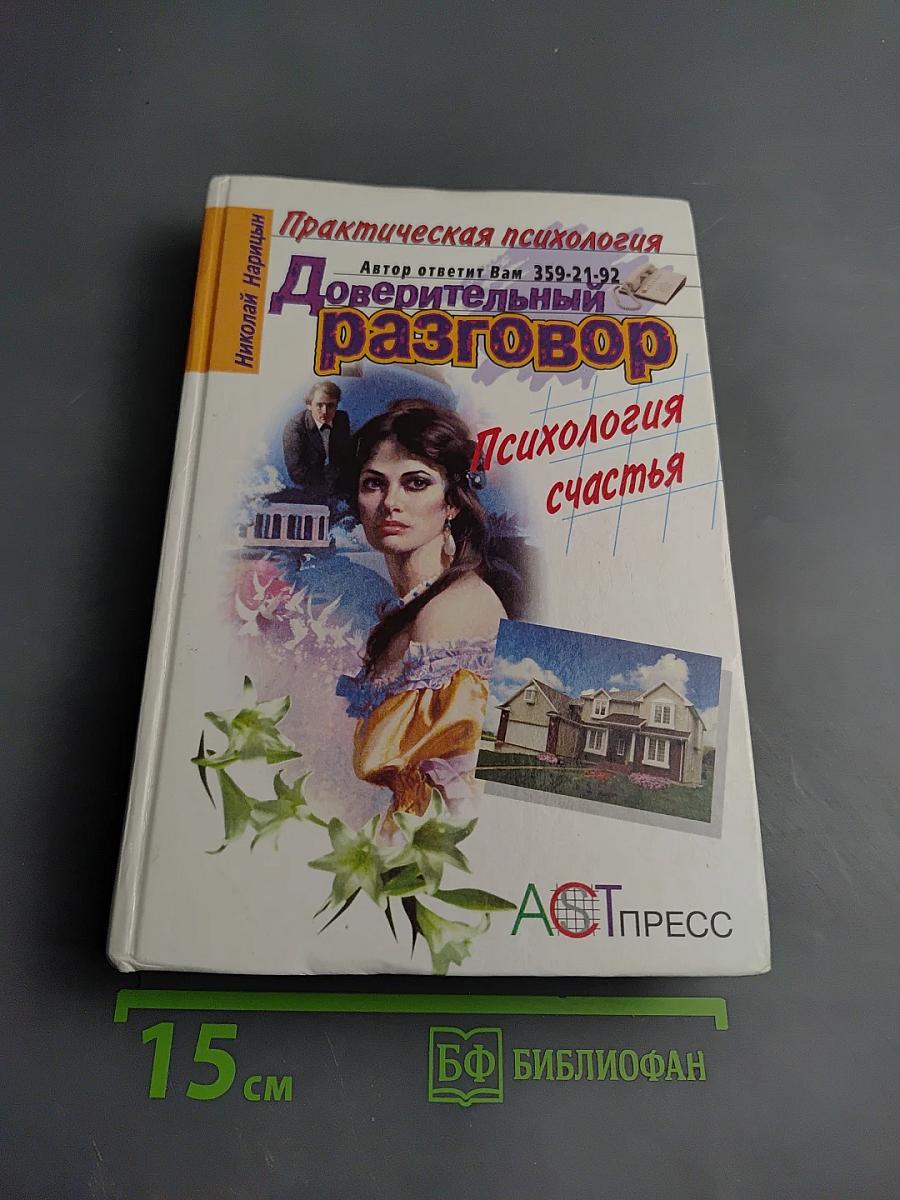 Николай Нарицын
Практическая психология
Автор ответит Вам 359-21-92
Доверительный
разговор
Психология
счастья
АСТ ПРЕСС
15 см
БФ БИБЛИОФАН